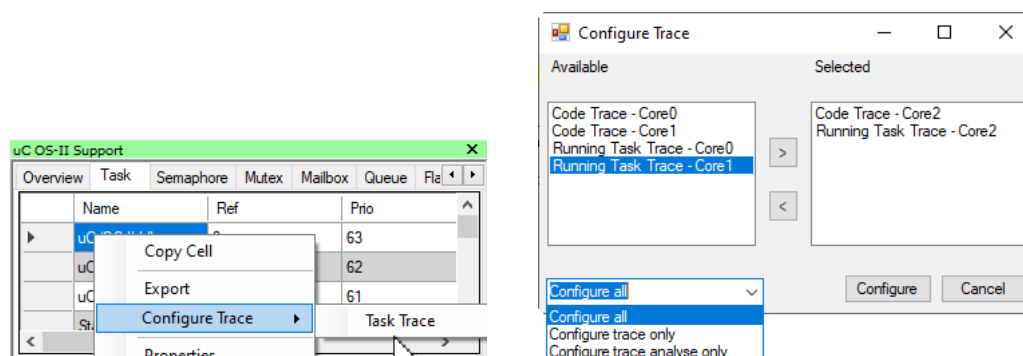 uC OS-II Support
Overview Task Semaphore Mutex Mailbox Queue
Name Ref Prio
63
uC 62
uC 61
Copy Cell
Export
Configure Trace
Task Trace
Properties
Configure Trace
Available
Code Trace - Core0
Code Trace - Core1
Running Task Trace - Core0
Running Task Trace - Core1
>
<
Selected
Code Trace - Core2
Running Task Trace - Core2
Configure all
Configure Cancel
Configure all
Configure trace only
Configure trace analyse only